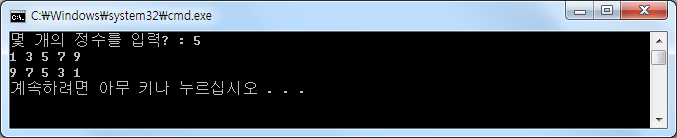 C:₩Windows₩system32₩cmd.exe
몇 개의 정수를 입력? : 5
1 3 5 7 9
9 7 5 3 1
계속하려면 아무 키나 누르십시오 . . .